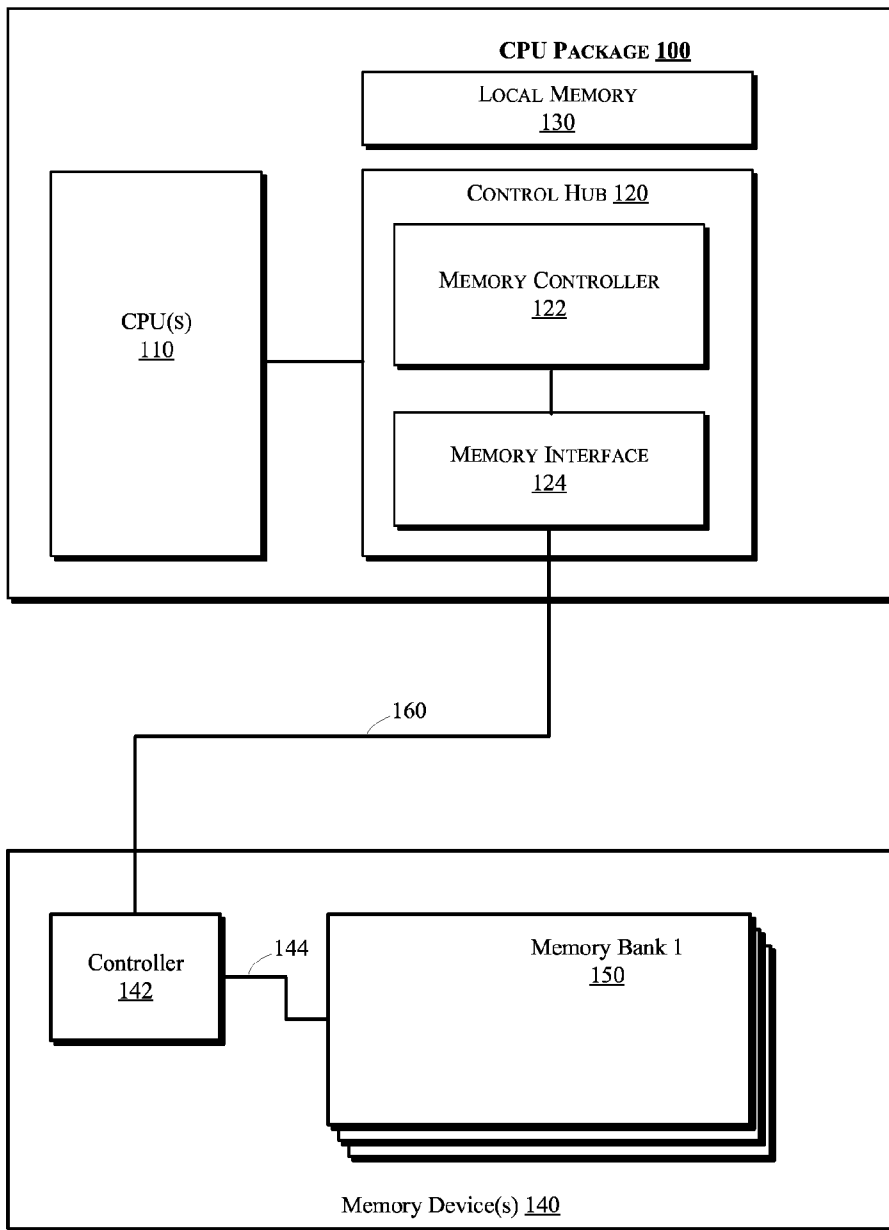 CPU PACKAGE 100
LOCAL MEMORY
130
CONTROL HUB 120
MEMORY CONTROLLER
122
CPU(S)
110
MEMORY INTERFACE
124
160
Controller
142
144
Memory Bank 1
150
Memory Device(s) 140